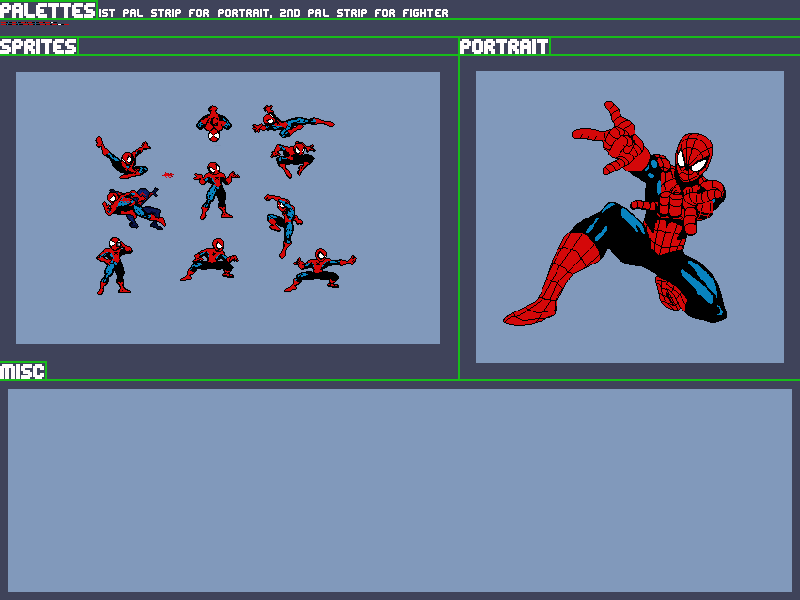 PALETTES 1ST PAL STRIP FOR PORTRAIT, 2ND PAL STRIP FOR FIGHTER
SPRITES
PORTRAIT
MISC